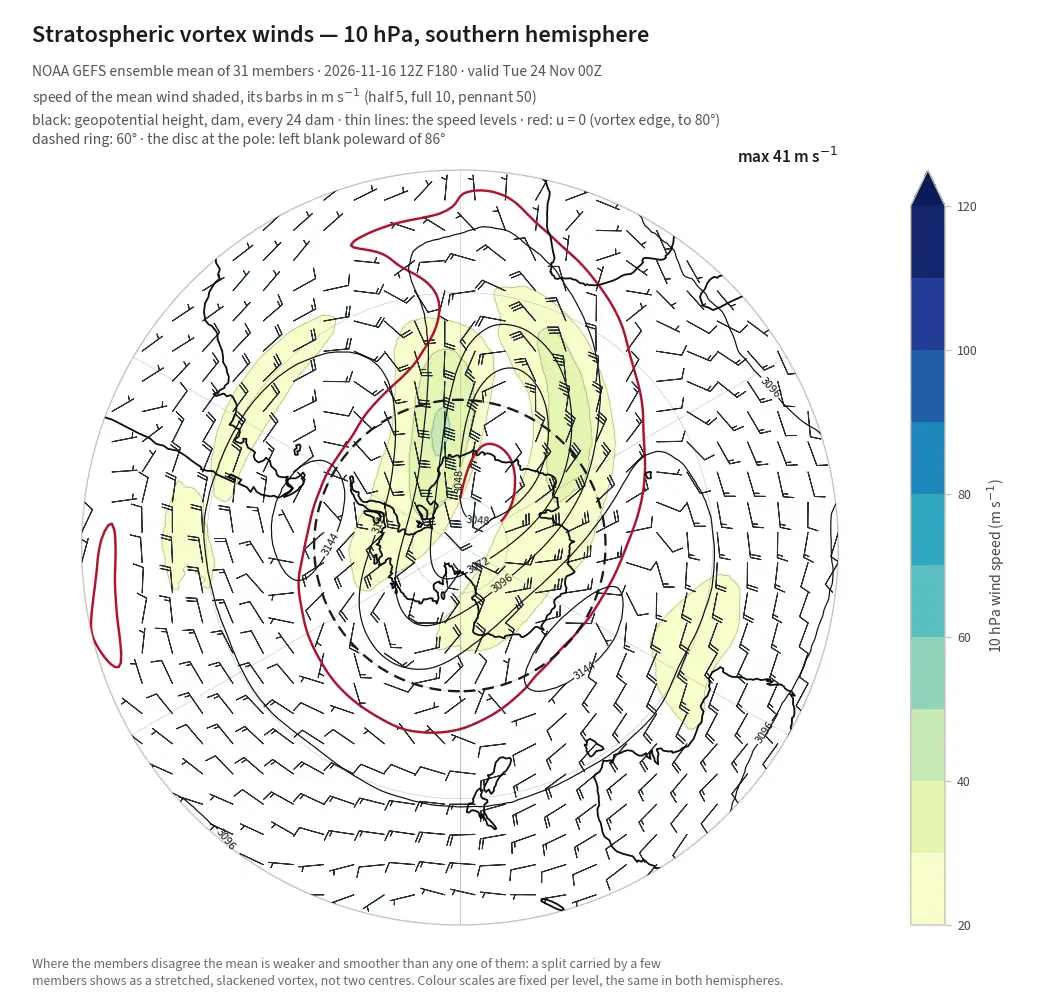 Stratospheric vortex winds — 10 hPa, southern hemisphere
NOAA GEFS ensemble mean of 31 members · 2026-11-16 12Z F180 · valid Tue 24 Nov 00Z
speed of the mean wind shaded, its barbs in m s⁻¹ (half 5, full 10, pennant 50)
black: geopotential height, dam, every 24 dam · thin lines: the speed levels · red: u = 0 (vortex edge, to 80°)
dashed ring: 60° · the disc at the pole: left blank poleward of 86°
max 41 m s⁻¹
120
100
80
60
40
20
10 hPa wind speed (m s⁻¹)
3096
3048
3048
3144
3072
3096
3144
3096
3096
Where the members disagree the mean is weaker and smoother than any one of them: a split carried by a few
members shows as a stretched, slackened vortex, not two centres. Colour scales are fixed per level, the same in both hemispheres.